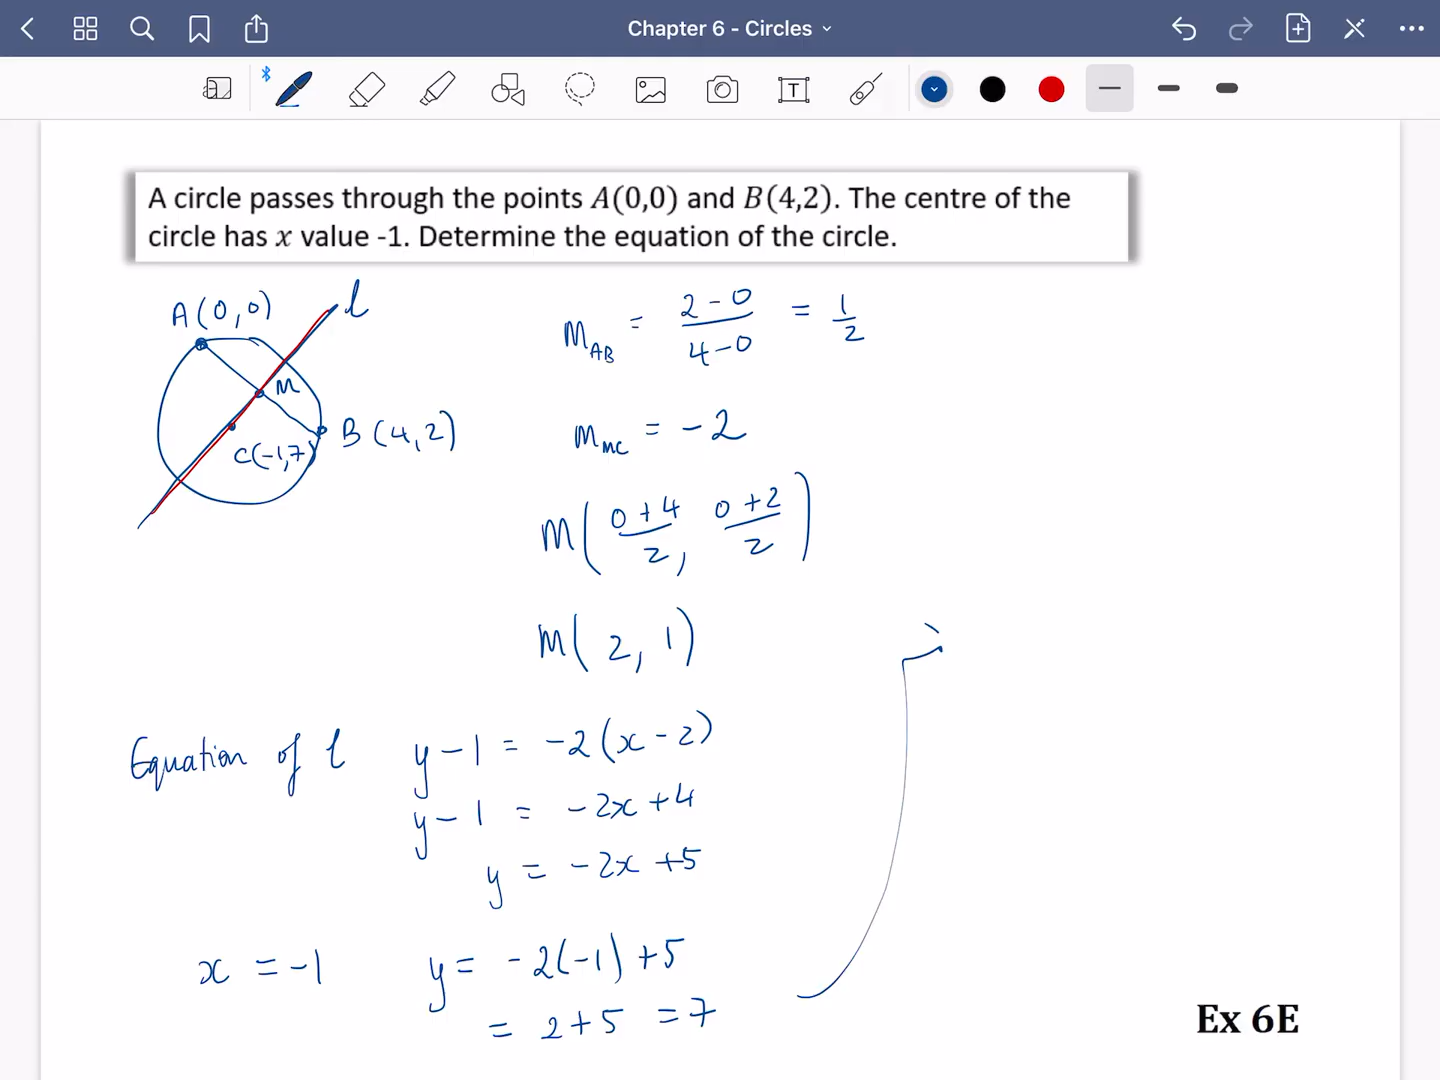 Chapter 6 - Circles
A circle passes through the points A(0,0) and B(4,2). The centre of the
circle has x value -1. Determine the equation of the circle.
A(0,0)
l
M
B(4,2)
C(-1,7)
m_AB = (2-0)/(4-0) = 1/2
m_MC = -2
M((0+4)/2, (0+2)/2)
M(2, 1)
Equation of l y-1 = -2(x-2)
y-1 = -2x+4
y = -2x+5
x = -1 y = -2(-1)+5
= 2+5 = 7
Ex 6E